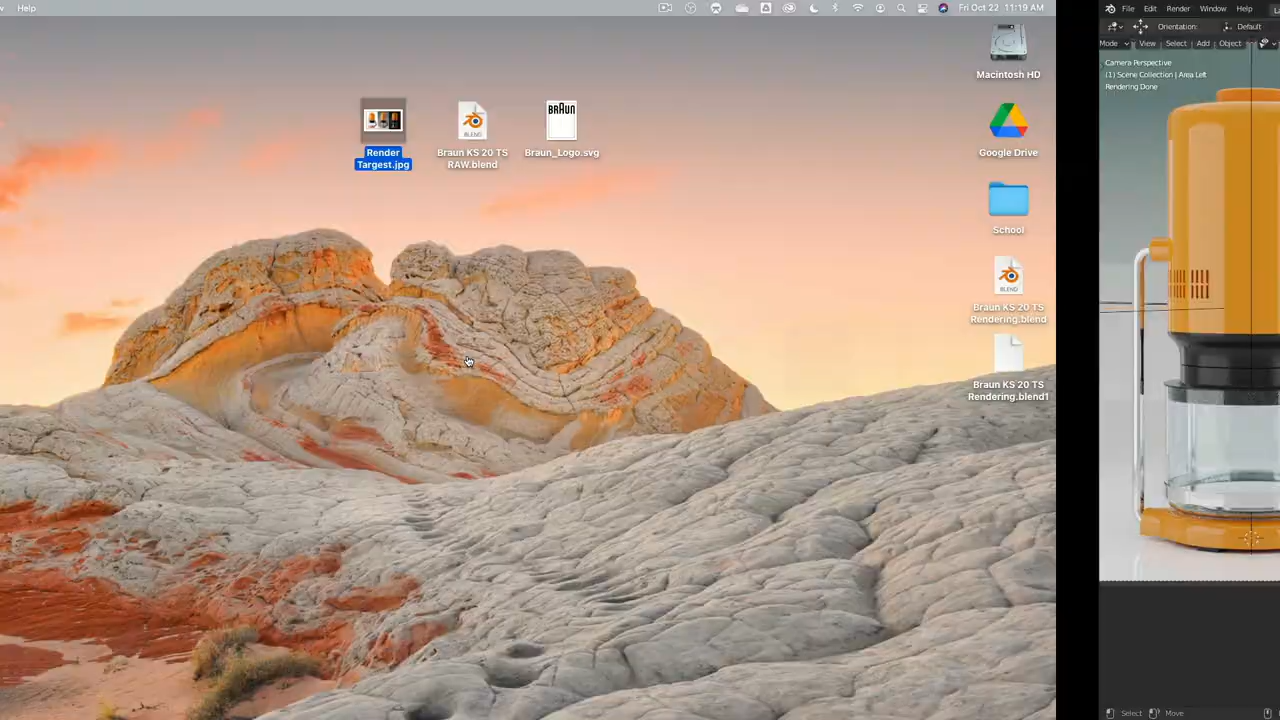 Help
Fri Oct 22 11:19 AM
Macintosh HD
Render
Targest.jpg
BLEND
Braun KS 20 TS
RAW.blend
BRAUN
Braun_Logo.svg
Google Drive
School
BLEND
Braun KS 20 TS
Rendering.blend
Braun KS 20 TS
Rendering.blend1
File Edit Render Window Help
Orientation: Default
Mode View Select Add Object
Camera Perspective
(1) Scene Collection | Area Left
Rendering Done
Select Move